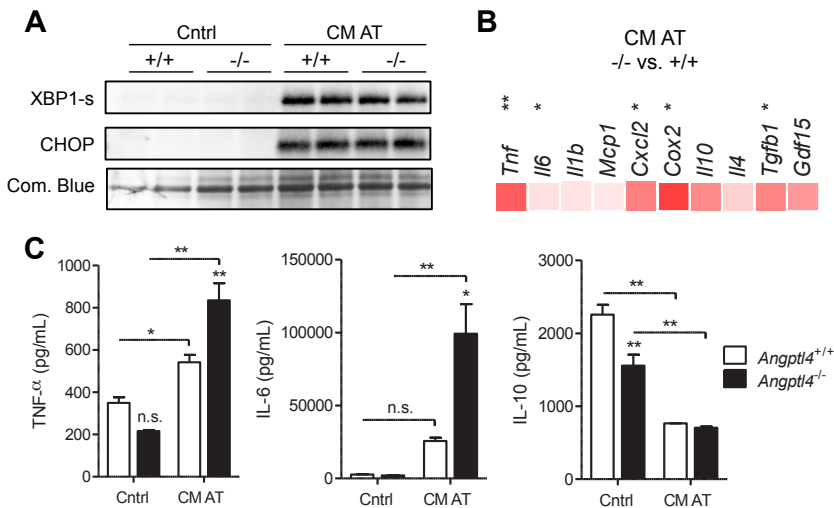 A
Cntrl CM AT
+/+ -/- +/+ -/-
XBP1-s
CHOP
Com. Blue
B
CM AT
-/- vs. +/+
** * * * *
Tnf Il6 Il1b Mcp1 Cxcl2 Cox2 Il10 Il4 Tgfb1 Gdf15
C
TNF-α (pg/mL)
1000
800
600
400
200
0
**
**
*
n.s.
Cntrl CM AT
IL-6 (pg/mL)
150000
100000
50000
0
**
*
n.s.
Cntrl CM AT
IL-10 (pg/mL)
3000
2000
1000
0
**
**
**
Cntrl CM AT
Angptl4+/+
Angptl4-/-